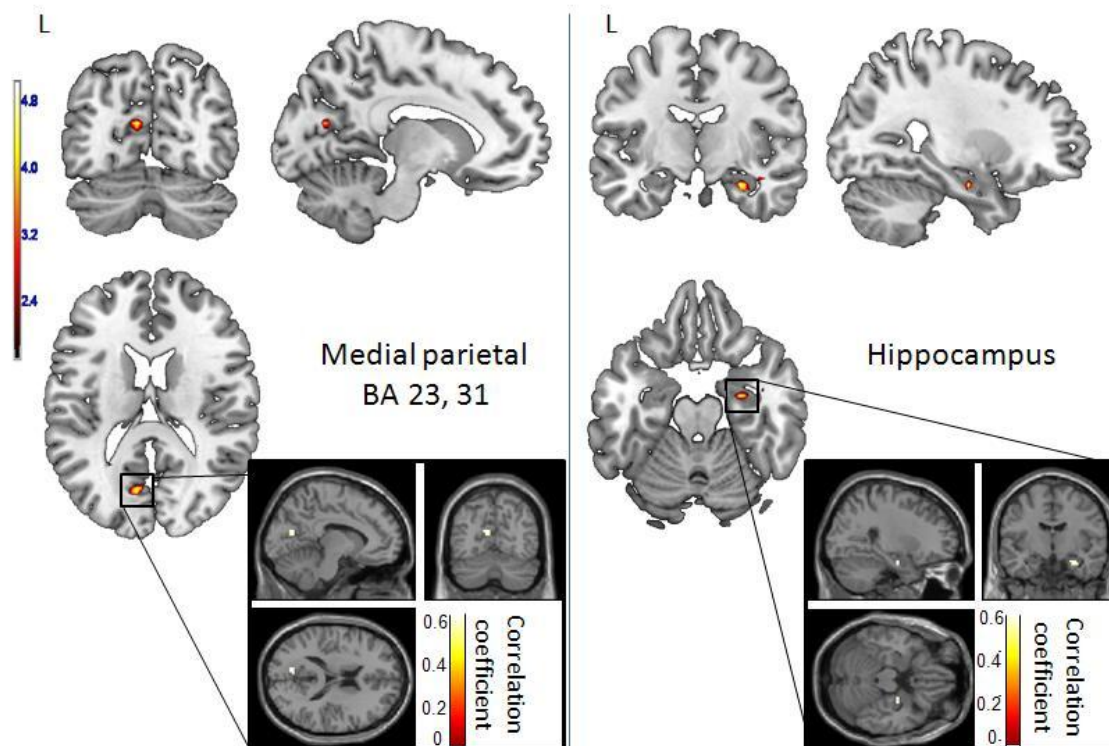 L
4.8
4.0
3.2
2.4
Medial parietal
BA 23, 31
0.6
0.4
0.2
0
Correlation
coefficient
L
Hippocampus
0.6
0.4
0.2
0.
Correlation
coefficient